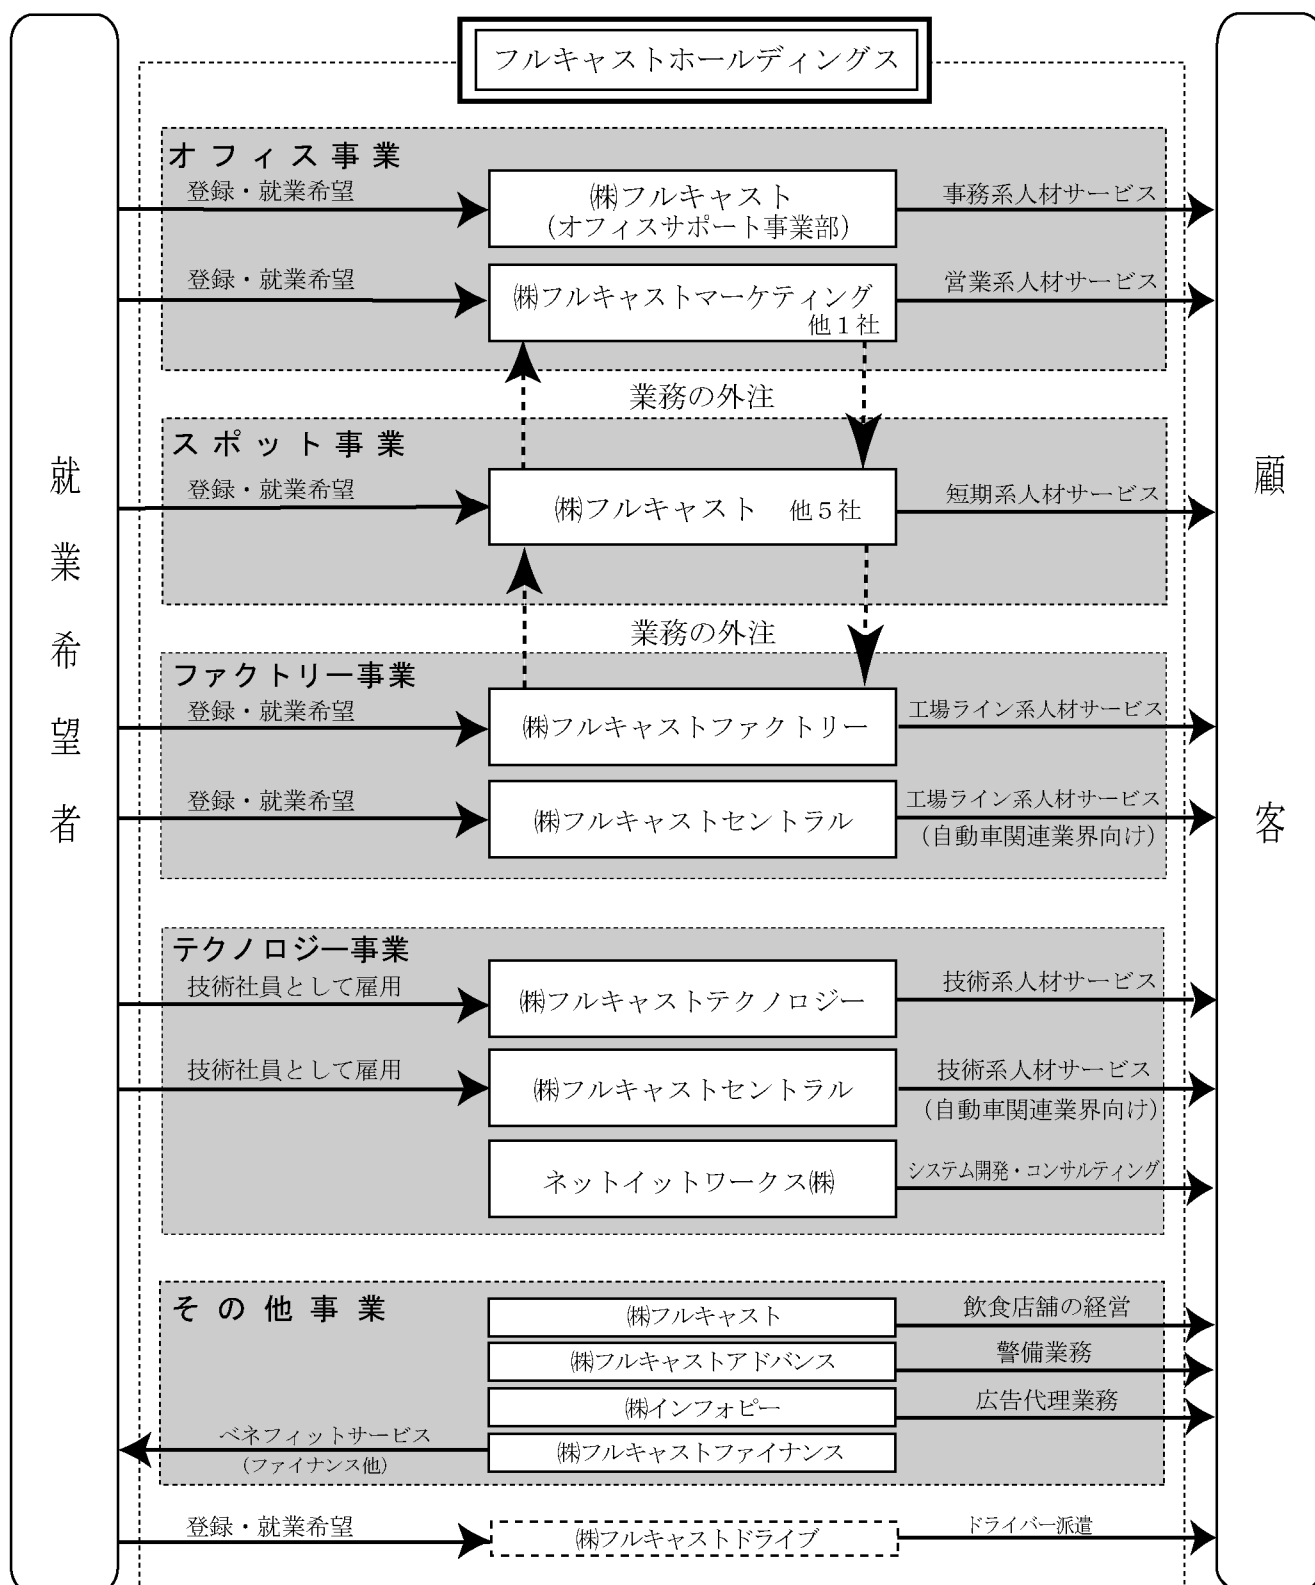 フルキャストホールディングス
オフィス事業
登録・就業希望
㈱フルキャスト
（オフィスサポート事業部）
事務系人材サービス
登録・就業希望
㈱フルキャストマーケティング
他１社
営業系人材サービス
業務の外注
スポット事業
登録・就業希望
㈱フルキャスト　他５社
短期系人材サービス
業務の外注
ファクトリー事業
登録・就業希望
㈱フルキャストファクトリー
工場ライン系人材サービス
登録・就業希望
㈱フルキャストセントラル
工場ライン系人材サービス
（自動車関連業界向け）
テクノロジー事業
技術社員として雇用
㈱フルキャストテクノロジー
技術系人材サービス
技術社員として雇用
㈱フルキャストセントラル
技術系人材サービス
（自動車関連業界向け）
ネットイットワークス㈱
システム開発・コンサルティング
その他事業
㈱フルキャスト
飲食店舗の経営
㈱フルキャストアドバンス
警備業務
㈱インフォピー
広告代理業務
ベネフィットサービス
（ファイナンス他）
㈱フルキャストファイナンス
登録・就業希望
㈱フルキャストドライブ
ドライバー派遣
就業希望者
顧客